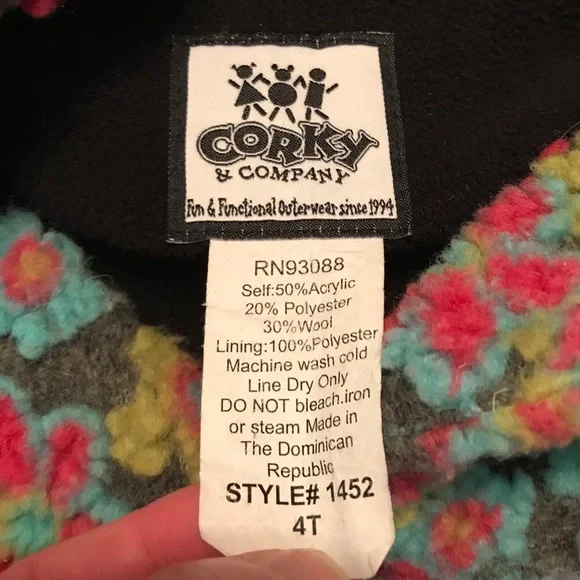 CORKY
& COMPANY
Fun & Functional Outerwear since 1994
RN93088
Self:50%Acrylic
20% Polyester
30%Wool
Lining:100%Polyester
Machine wash cold
Line Dry Only
DO NOT bleach.iron
or steam Made in
The Dominican
Republic
STYLE# 1452
4T